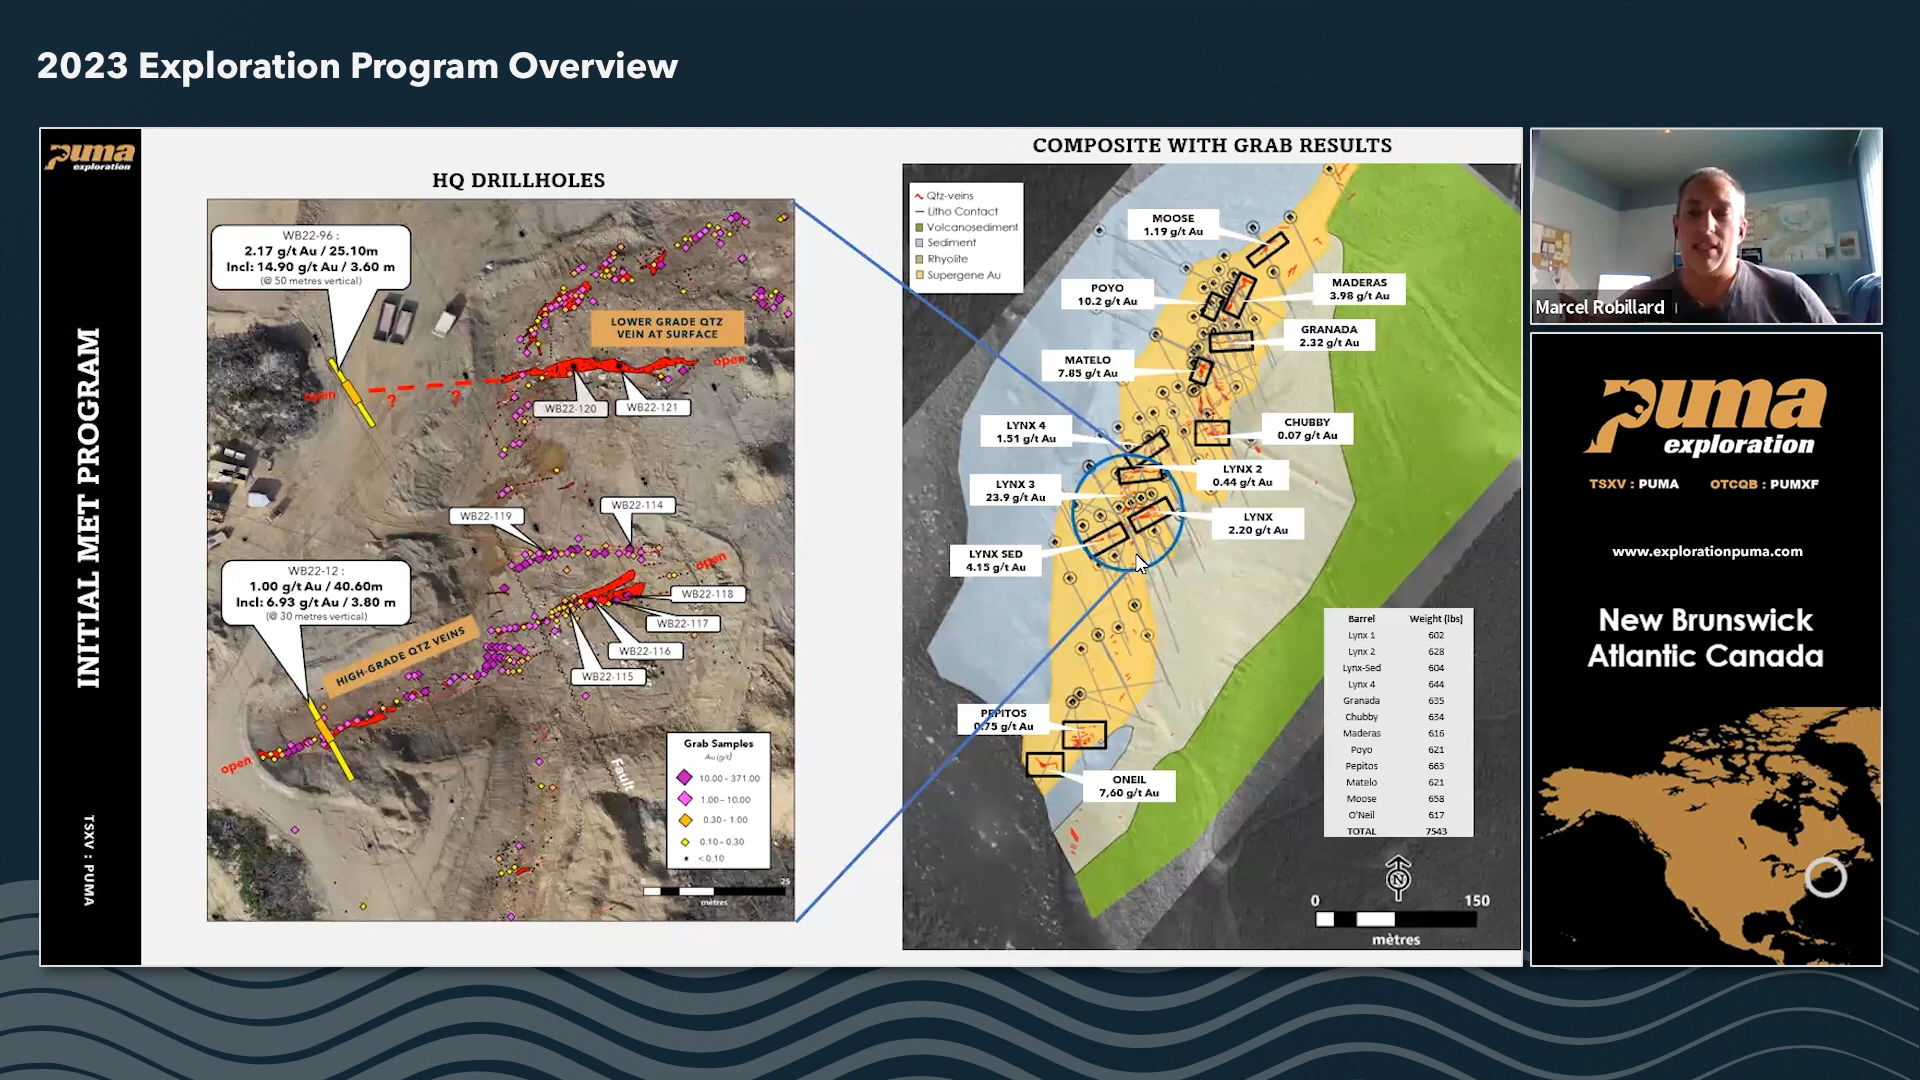 2023 Exploration Program Overview
puma
exploration
INITIAL MET PROGRAM
TSXV : PUMA
HQ DRILLHOLES
WB22-96 :
2.17 g/t Au / 25.10m
Incl: 14.90 g/t Au / 3.60 m
(@ 50 metres vertical)
LOWER GRADE QTZ
VEIN AT SURFACE
open
open
?
?
WB22-120
WB22-121
WB22-119
WB22-114
open
WB22-12 :
1.00 g/t Au / 40.60m
Incl: 6.93 g/t Au / 3.80 m
(@ 30 metres vertical)
WB22-118
WB22-117
WB22-116
WB22-115
HIGH-GRADE QTZ VEINS
open
Fault
Grab Samples
Au (g/t)
10.00 - 371.00
1.00 - 10.00
0.30 - 1.00
0.10 - 0.30
< 0.10
25
mètres
COMPOSITE WITH GRAB RESULTS
Qtz-veins
Litho Contact
Volcanosediment
Sediment
Rhyolite
Supergene Au
MOOSE
1.19 g/t Au
POYO
10.2 g/t Au
MADERAS
3.98 g/t Au
GRANADA
2.32 g/t Au
MATELO
7.85 g/t Au
LYNX 4
1.51 g/t Au
CHUBBY
0.07 g/t Au
LYNX 2
0.44 g/t Au
LYNX 3
23.9 g/t Au
LYNX
2.20 g/t Au
LYNX SED
4.15 g/t Au
PEPITOS
0.75 g/t Au
ONEIL
7,60 g/t Au
Barrel Weight (lbs)
Lynx 1 602
Lynx 2 628
Lynx-Sed 604
Lynx 4 644
Granada 635
Chubby 634
Maderas 616
Poyo 621
Pepitos 663
Matelo 621
Moose 658
O'Neil 617
TOTAL 7543
N
0 150
mètres
Marcel Robillard
puma
exploration
TSXV : PUMA OTCQB : PUMXF
www.explorationpuma.com
New Brunswick
Atlantic Canada